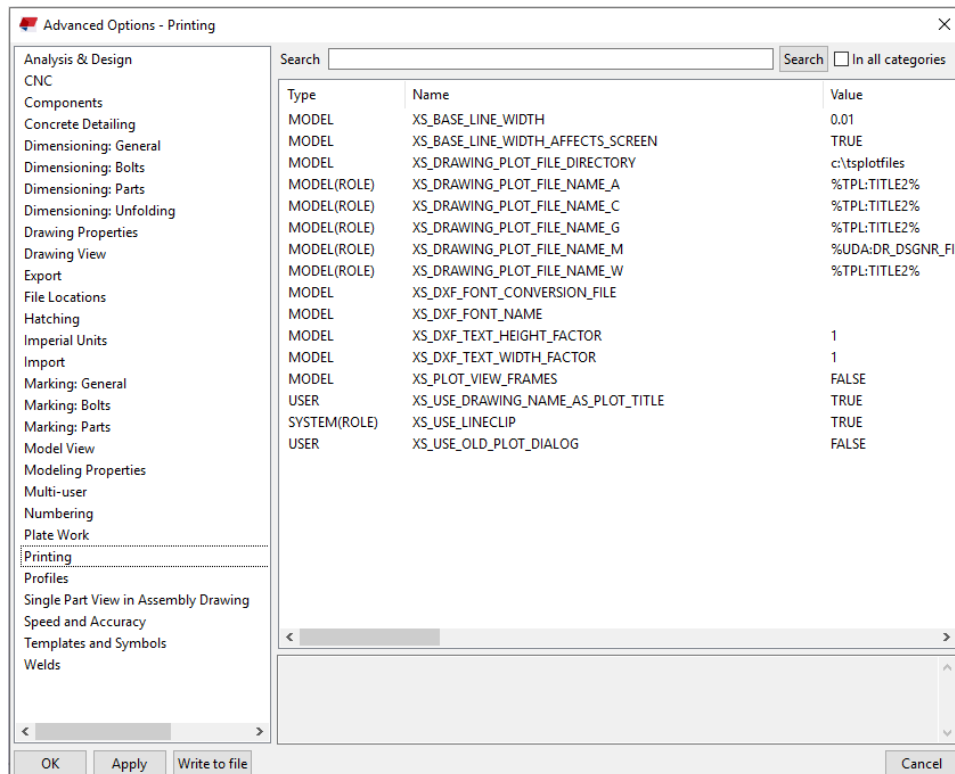 Advanced Options - Printing
Analysis & Design
CNC
Components
Concrete Detailing
Dimensioning: General
Dimensioning: Bolts
Dimensioning: Parts
Dimensioning: Unfolding
Drawing Properties
Drawing View
Export
File Locations
Hatching
Imperial Units
Import
Marking: General
Marking: Bolts
Marking: Parts
Model View
Modeling Properties
Multi-user
Numbering
Plate Work
Printing
Profiles
Single Part View in Assembly Drawing
Speed and Accuracy
Templates and Symbols
Welds
Search Search In all categories
Type Name Value
MODEL XS_BASE_LINE_WIDTH 0.01
MODEL XS_BASE_LINE_WIDTH_AFFECTS_SCREEN TRUE
MODEL XS_DRAWING_PLOT_FILE_DIRECTORY c:\tsplotfiles
MODEL(ROLE) XS_DRAWING_PLOT_FILE_NAME_A %TPL:TITLE2%
MODEL(ROLE) XS_DRAWING_PLOT_FILE_NAME_C %TPL:TITLE2%
MODEL(ROLE) XS_DRAWING_PLOT_FILE_NAME_G %TPL:TITLE2%
MODEL(ROLE) XS_DRAWING_PLOT_FILE_NAME_M %UDA:DR_DSGNR_FI
MODEL(ROLE) XS_DRAWING_PLOT_FILE_NAME_W %TPL:TITLE2%
MODEL XS_DXF_FONT_CONVERSION_FILE
MODEL XS_DXF_FONT_NAME
MODEL XS_DXF_TEXT_HEIGHT_FACTOR 1
MODEL XS_DXF_TEXT_WIDTH_FACTOR 1
MODEL XS_PLOT_VIEW_FRAMES FALSE
USER XS_USE_DRAWING_NAME_AS_PLOT_TITLE TRUE
SYSTEM(ROLE) XS_USE_LINECLIP TRUE
USER XS_USE_OLD_PLOT_DIALOG FALSE
OK Apply Write to file Cancel